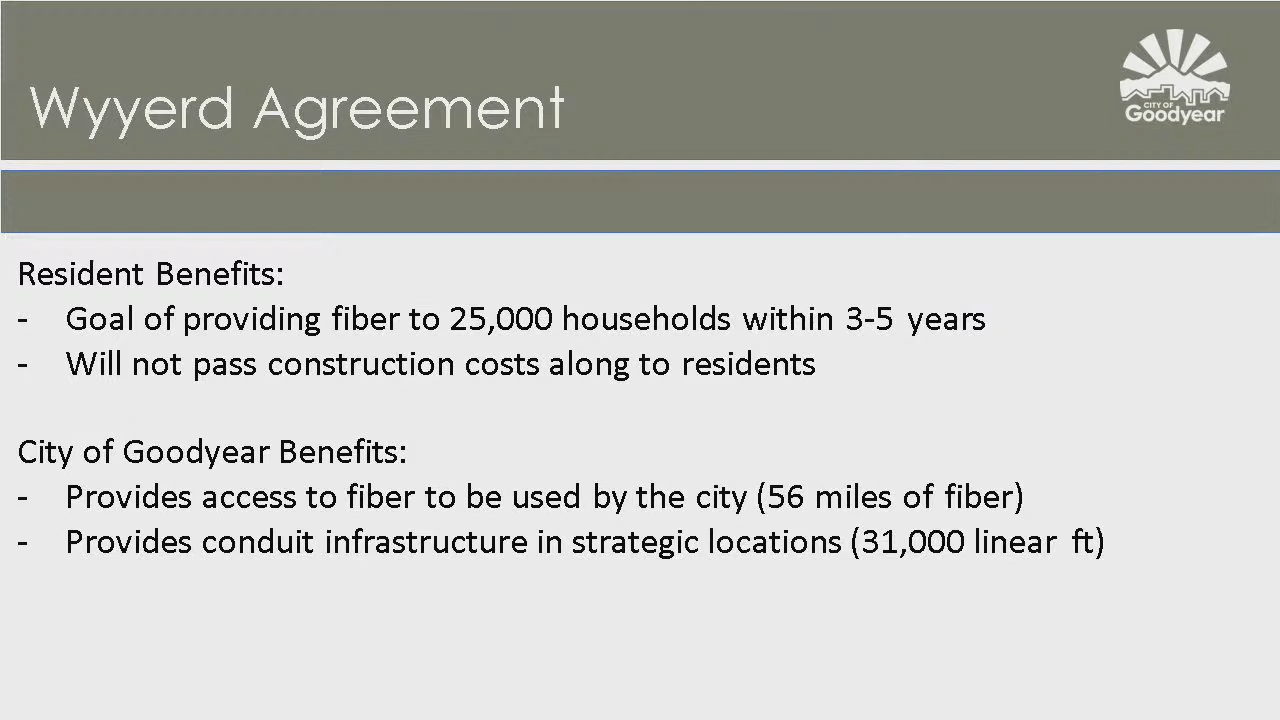 Wyyerd Agreement
CITY OF
Goodyear
Resident Benefits:
- Goal of providing fiber to 25,000 households within 3-5 years
- Will not pass construction costs along to residents
City of Goodyear Benefits:
- Provides access to fiber to be used by the city (56 miles of fiber)
- Provides conduit infrastructure in strategic locations (31,000 linear ft)